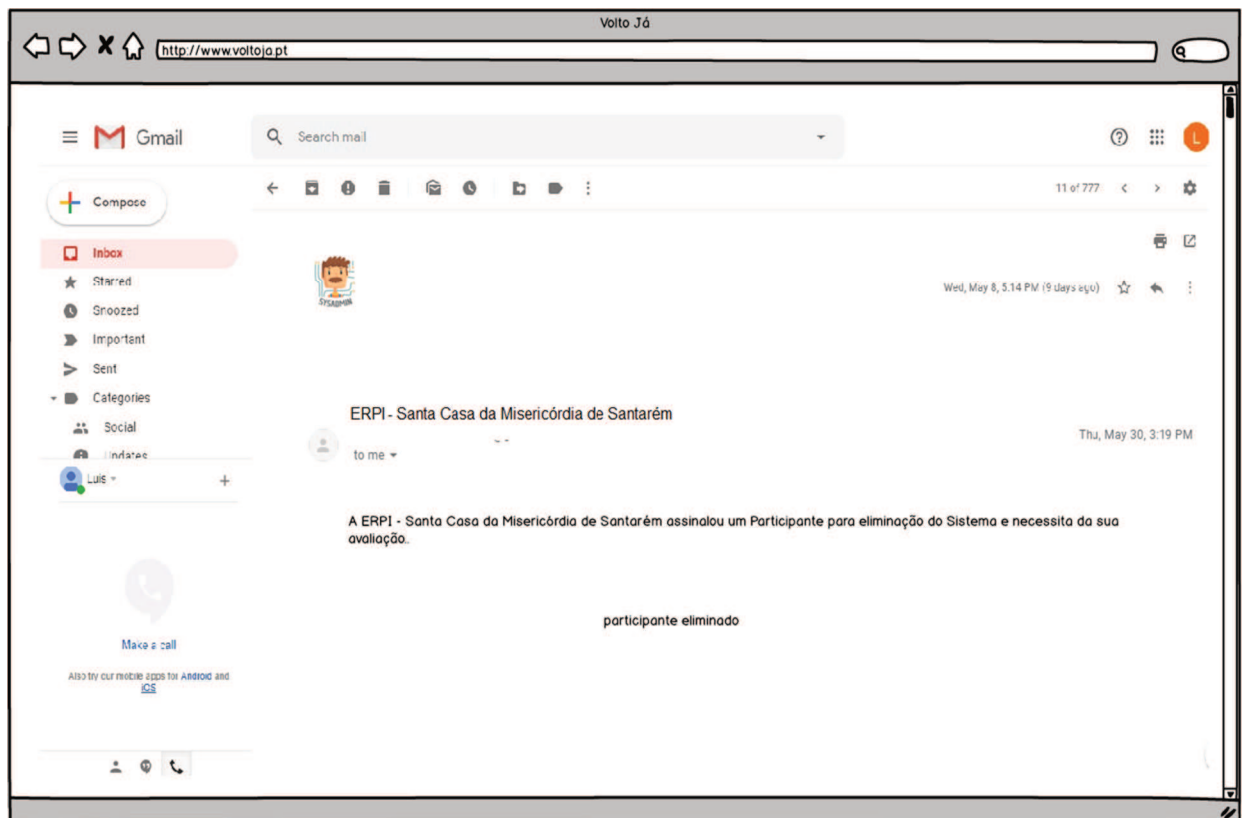 Volto Já
http://www.voltoja.pt
Gmail
Search mail
L
Compose
11 of 777
Inbox
Starred
SYSADMIN
Wed, May 8, 5:14 PM (9 days ago)
Snoozed
Important
Sent
Categories
Social
Updates
Luis
ERPI - Santa Casa da Misericórdia de Santarém
Thu, May 30, 3:19 PM
to me
A ERPI - Santa Casa da Misericórdia de Santarém assinalou um Participante para eliminação do Sistema e necessita da sua
avaliação..
participante eliminado
Make a call
Also try our mobile apps for Android and
iOS